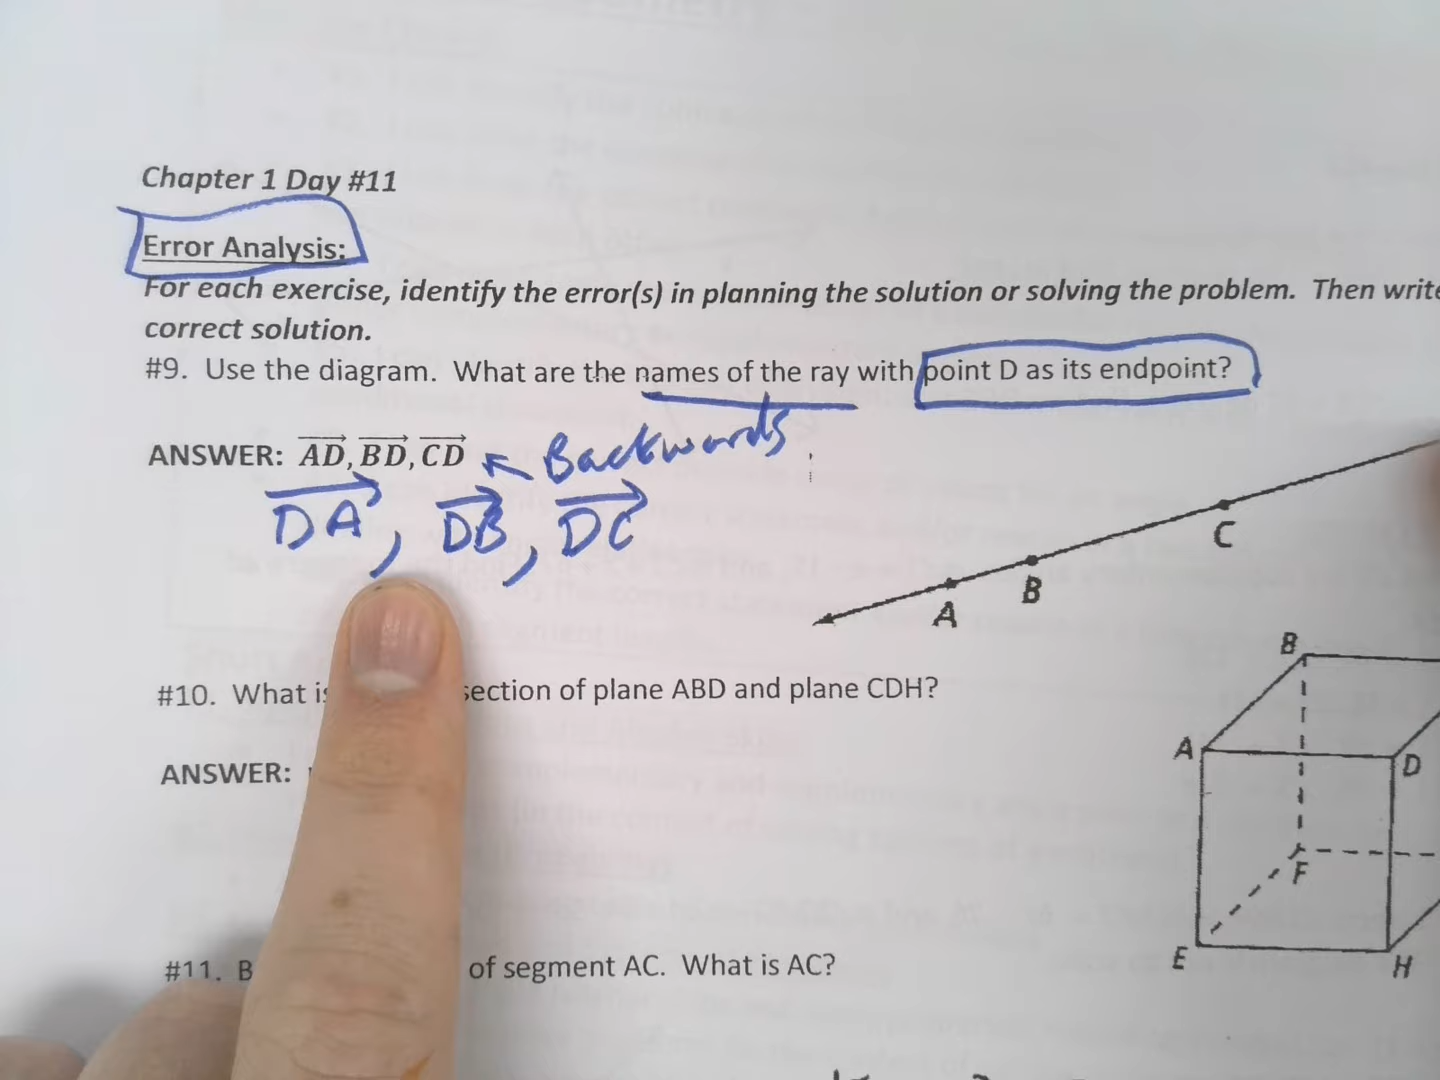 Chapter 1 Day #11
Error Analysis:
For each exercise, identify the error(s) in planning the solution or solving the problem. Then write
correct solution.
#9. Use the diagram. What are the names of the ray with point D as its endpoint?
ANSWER: AD, BD, CD Backwards
DA, DB, DC
C
B
A
#10. What section of plane ABD and plane CDH?
B
A
D
ANSWER:
F
#11. B of segment AC. What is AC?
E
H